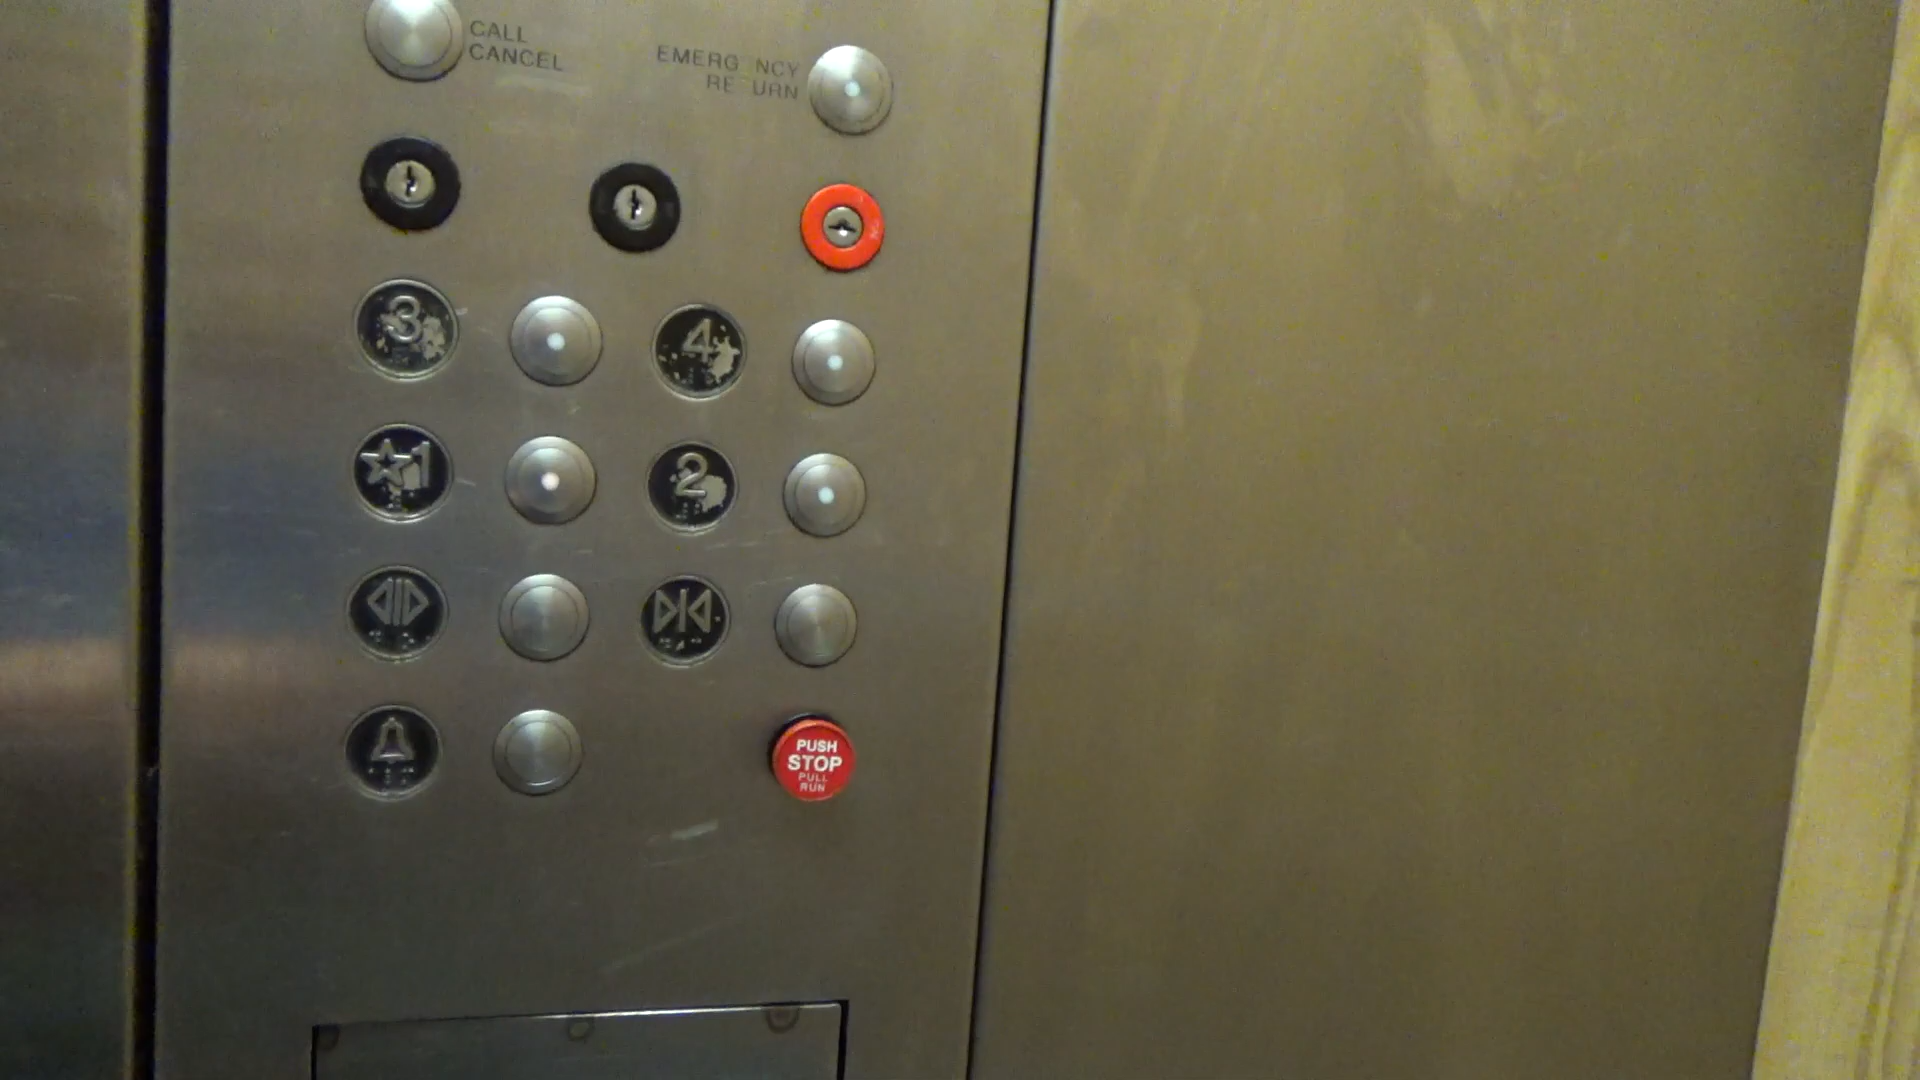 CALL
CANCEL
EMERG NCY
RE URN
3
4
☆1
2
PUSH
STOP
PULL
RUN